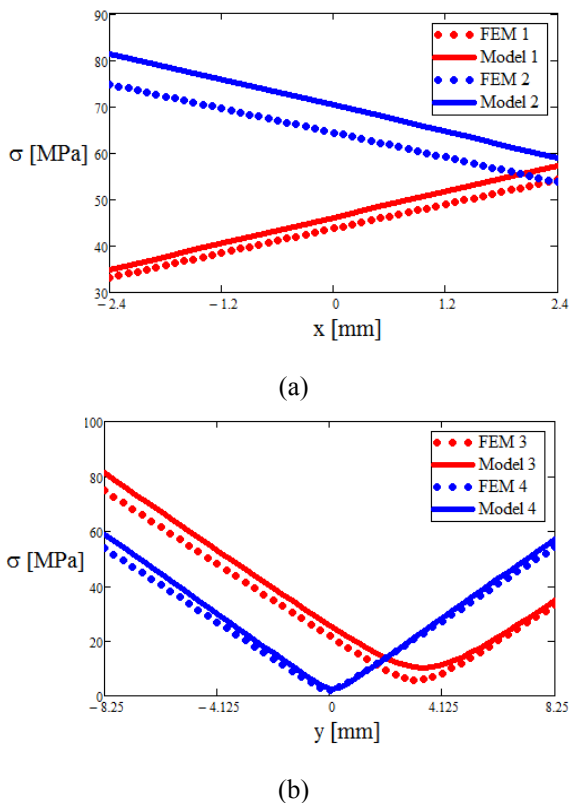 90
80
70
60
50
40
30
σ [MPa]
FEM 1
Model 1
FEM 2
Model 2
−2.4
−1.2
0
1.2
2.4
x [mm]
(a)
100
80
60
40
20
0
σ [MPa]
FEM 3
Model 3
FEM 4
Model 4
−8.25
−4.125
0
4.125
8.25
y [mm]
(b)